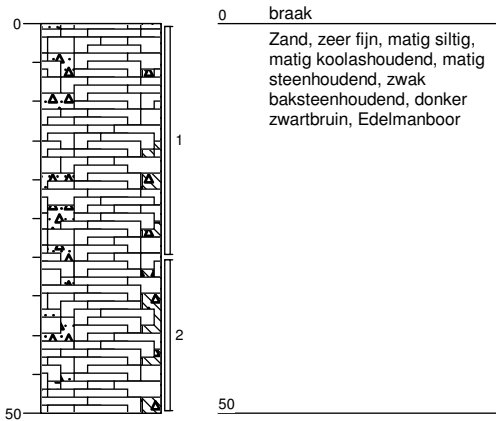 0
1
2
50
0 braak
Zand, zeer fijn, matig siltig,
matig koolashoudend, matig
steenhoudend, zwak
baksteenhoudend, donker
zwartbruin, Edelmanboor
50